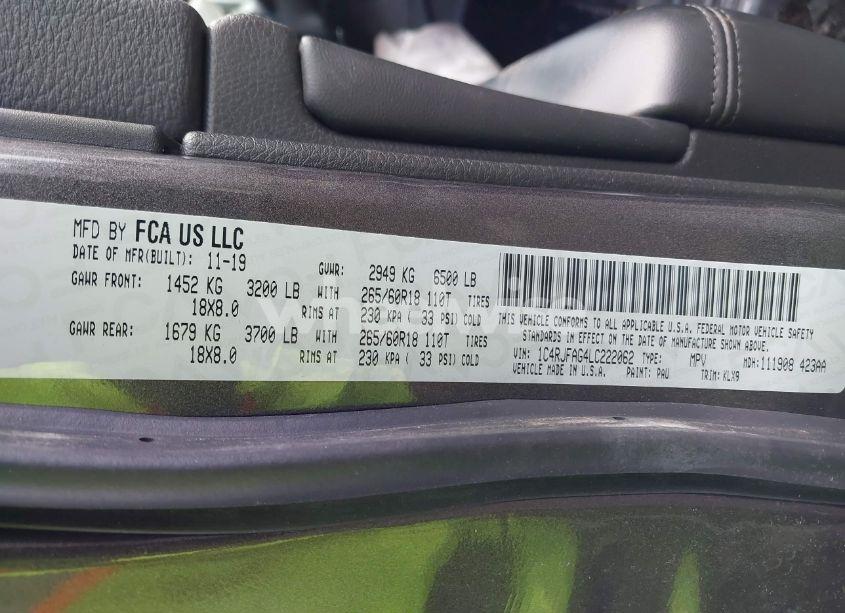 MFD BY FCA US LLC
DATE OF MFR(BUILT): 11-19 GVWR: 2949 KG 6500 LB
GAWR FRONT: 1452 KG 3200 LB WITH 265/60R18 110T TIRES
18X8.0 RIMS AT 230 KPA ( 33 PSI) COLD
GAWR REAR: 1679 KG 3700 LB WITH 265/60R18 110T TIRES
18X8.0 RIMS AT 230 KPA ( 33 PSI) COLD
THIS VEHICLE CONFORMS TO ALL APPLICABLE U.S.A. FEDERAL MOTOR VEHICLE SAFETY
STANDARDS IN EFFECT ON THE DATE OF MANUFACTURE SHOWN ABOVE.
VIN: 1C4RJFAG4LC222062 TYPE: MPV MDH:111908 423AA
VEHICLE MADE IN U.S.A. PAINT: PAU TRIM: KLX9